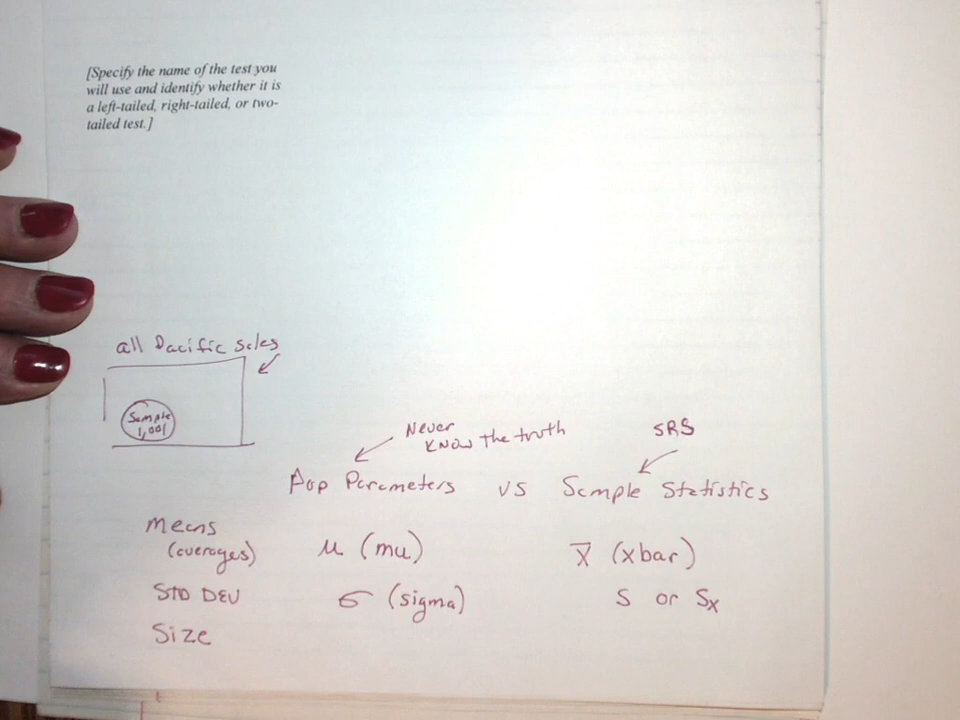 [Specify the name of the test you
will use and identify whether it is
a left-tailed, right-tailed, or two-
tailed test.]
all Pacific Sales
Sample
1,001
Never
Know the truth
SRS
Pop Parameters vs Sample Statistics
Means
(averages) μ (mu) x̅ (xbar)
STD DEV σ (sigma) S or Sx
Size